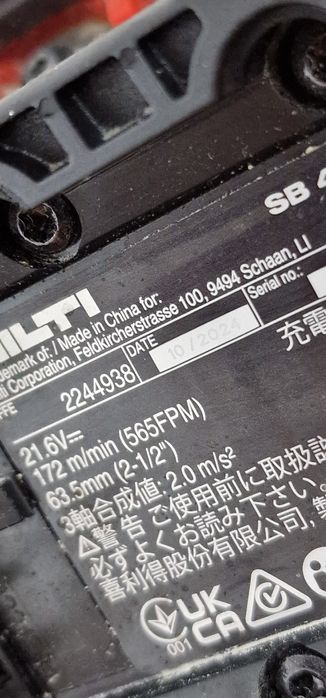 SB 4
ILTI
demark of: / Made in China for:
ti Corporation, Feldkircherstrasse 100, 9494 Schaan, LI
2244938 DATE 10/2024 Serial no.:
21.6V⎓
172 m/min (565FPM)
63.5mm (2-1/2")
3軸合成値: 2.0 m/s²
充電
⚠警告 ご使用前に取扱説
必ずよくお読み下さい。
喜利得股份有限公司,
UK
CA
001